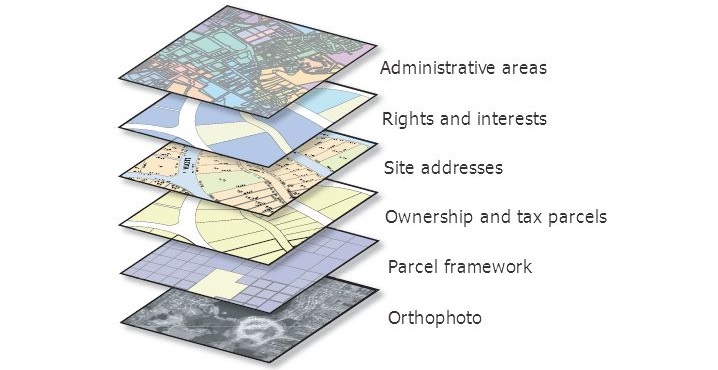 Administrative areas
Rights and interests
Site addresses
Ownership and tax parcels
Parcel framework
Orthophoto